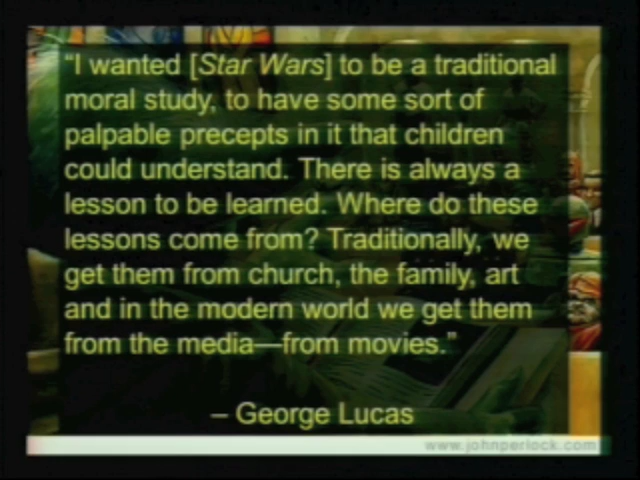 “I wanted [Star Wars] to be a traditional
moral study, to have some sort of
palpable precepts in it that children
could understand. There is always a
lesson to be learned. Where do these
lessons come from? Traditionally, we
get them from church, the family, art
and in the modern world we get them
from the media—from movies.”
– George Lucas
www.johnperlock.com